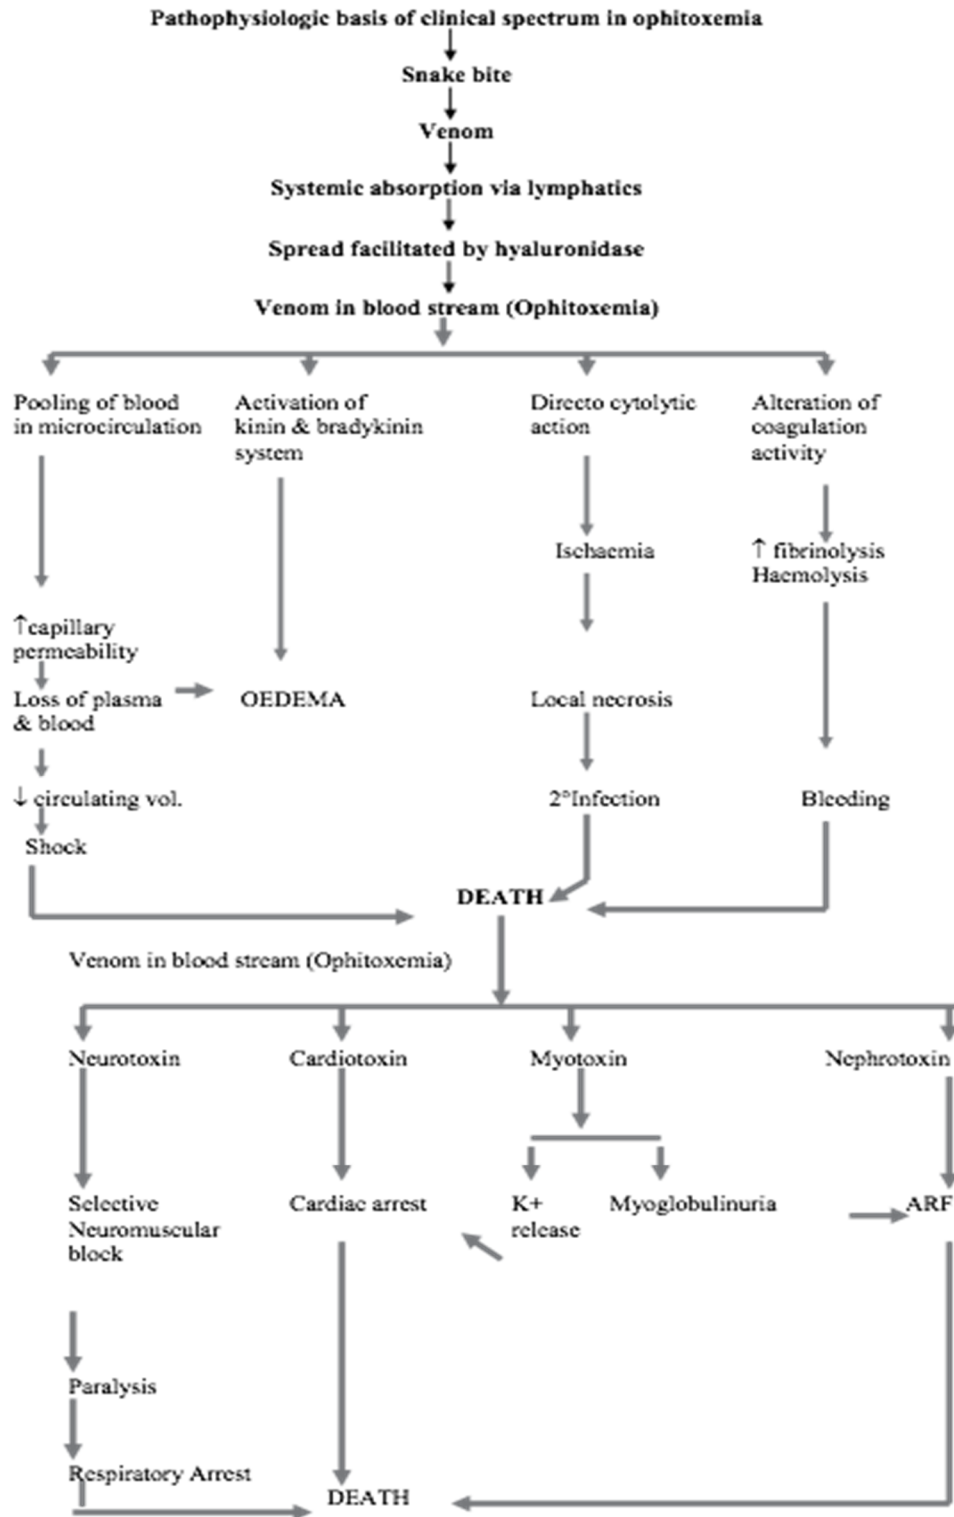 Pathophysiologic basis of clinical spectrum in ophitoxemia
Snake bite
Venom
Systemic absorption via lymphatics
Spread facilitated by hyaluronidase
Venom in blood stream (Ophitoxemia)
Pooling of blood
in microcirculation
Activation of
kinin & bradykinin
system
Directo cytolytic
action
Alteration of
coagulation
activity
Ischaemia
↑ fibrinolysis
Haemolysis
↑capillary
permeability
Loss of plasma
& blood
OEDEMA
Local necrosis
↓ circulating vol.
2°Infection
Bleeding
Shock
DEATH
Venom in blood stream (Ophitoxemia)
Neurotoxin
Cardiotoxin
Myotoxin
Nephrotoxin
Selective
Neuromuscular
block
Cardiac arrest
K+
release
Myoglobulinuria
ARF
Paralysis
Respiratory Arrest
DEATH